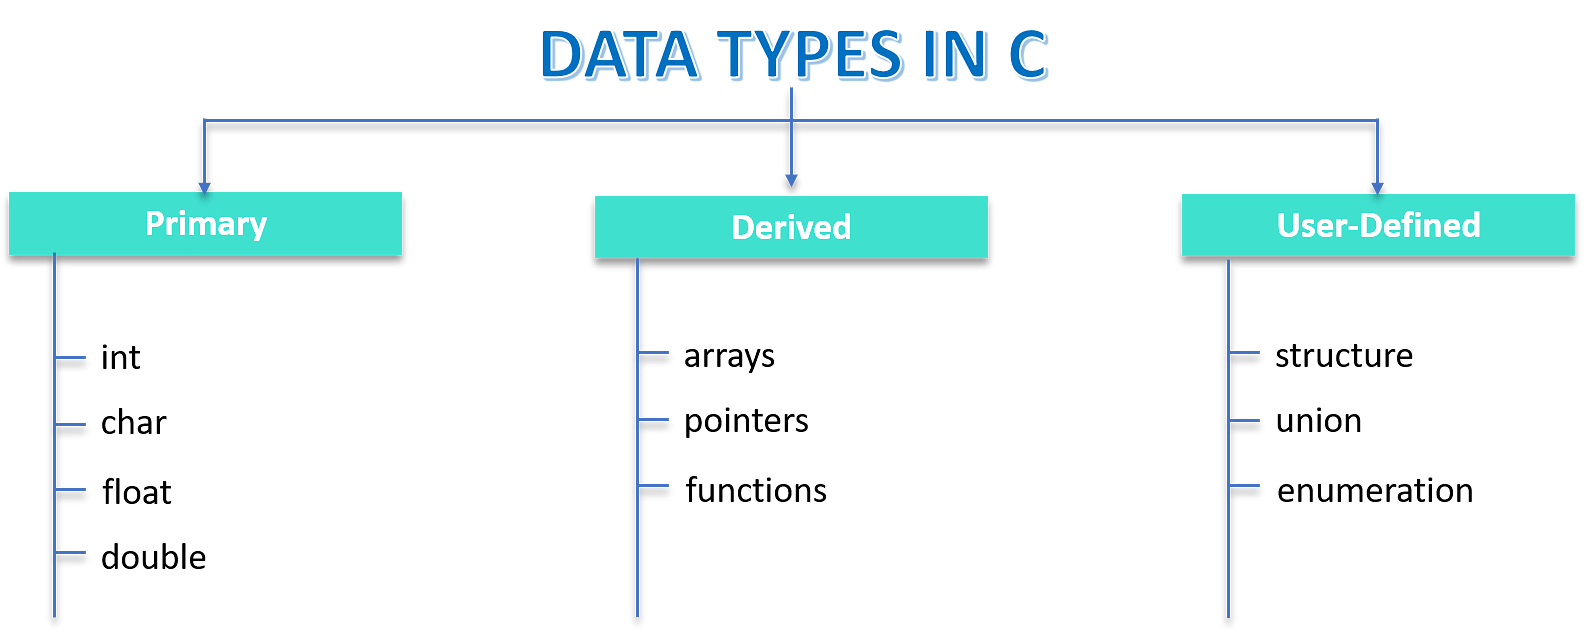 DATA TYPES IN C
Primary
int
char
float
double
Derived
arrays
pointers
functions
User-Defined
structure
union
enumeration